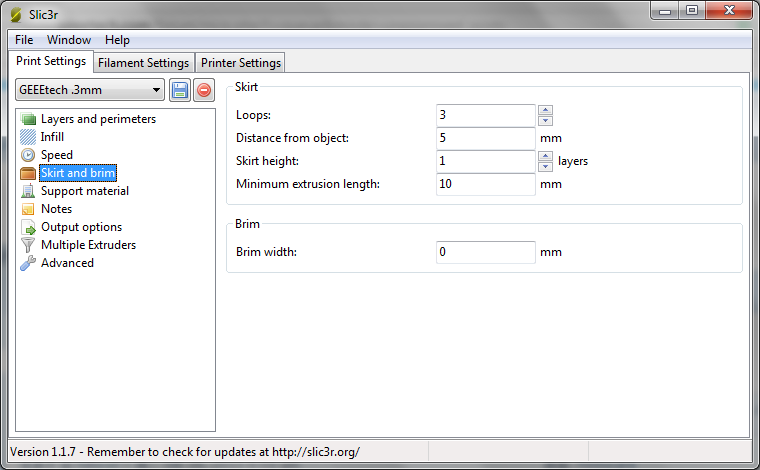 Slic3r
File Window Help
Print Settings Filament Settings Printer Settings
GEEEtech .3mm
Layers and perimeters
Infill
Speed
Skirt and brim
Support material
Notes
Output options
Multiple Extruders
Advanced
Skirt
Loops: 3
Distance from object: 5 mm
Skirt height: 1 layers
Minimum extrusion length: 10 mm
Brim
Brim width: 0 mm
Version 1.1.7 - Remember to check for updates at http://slic3r.org/